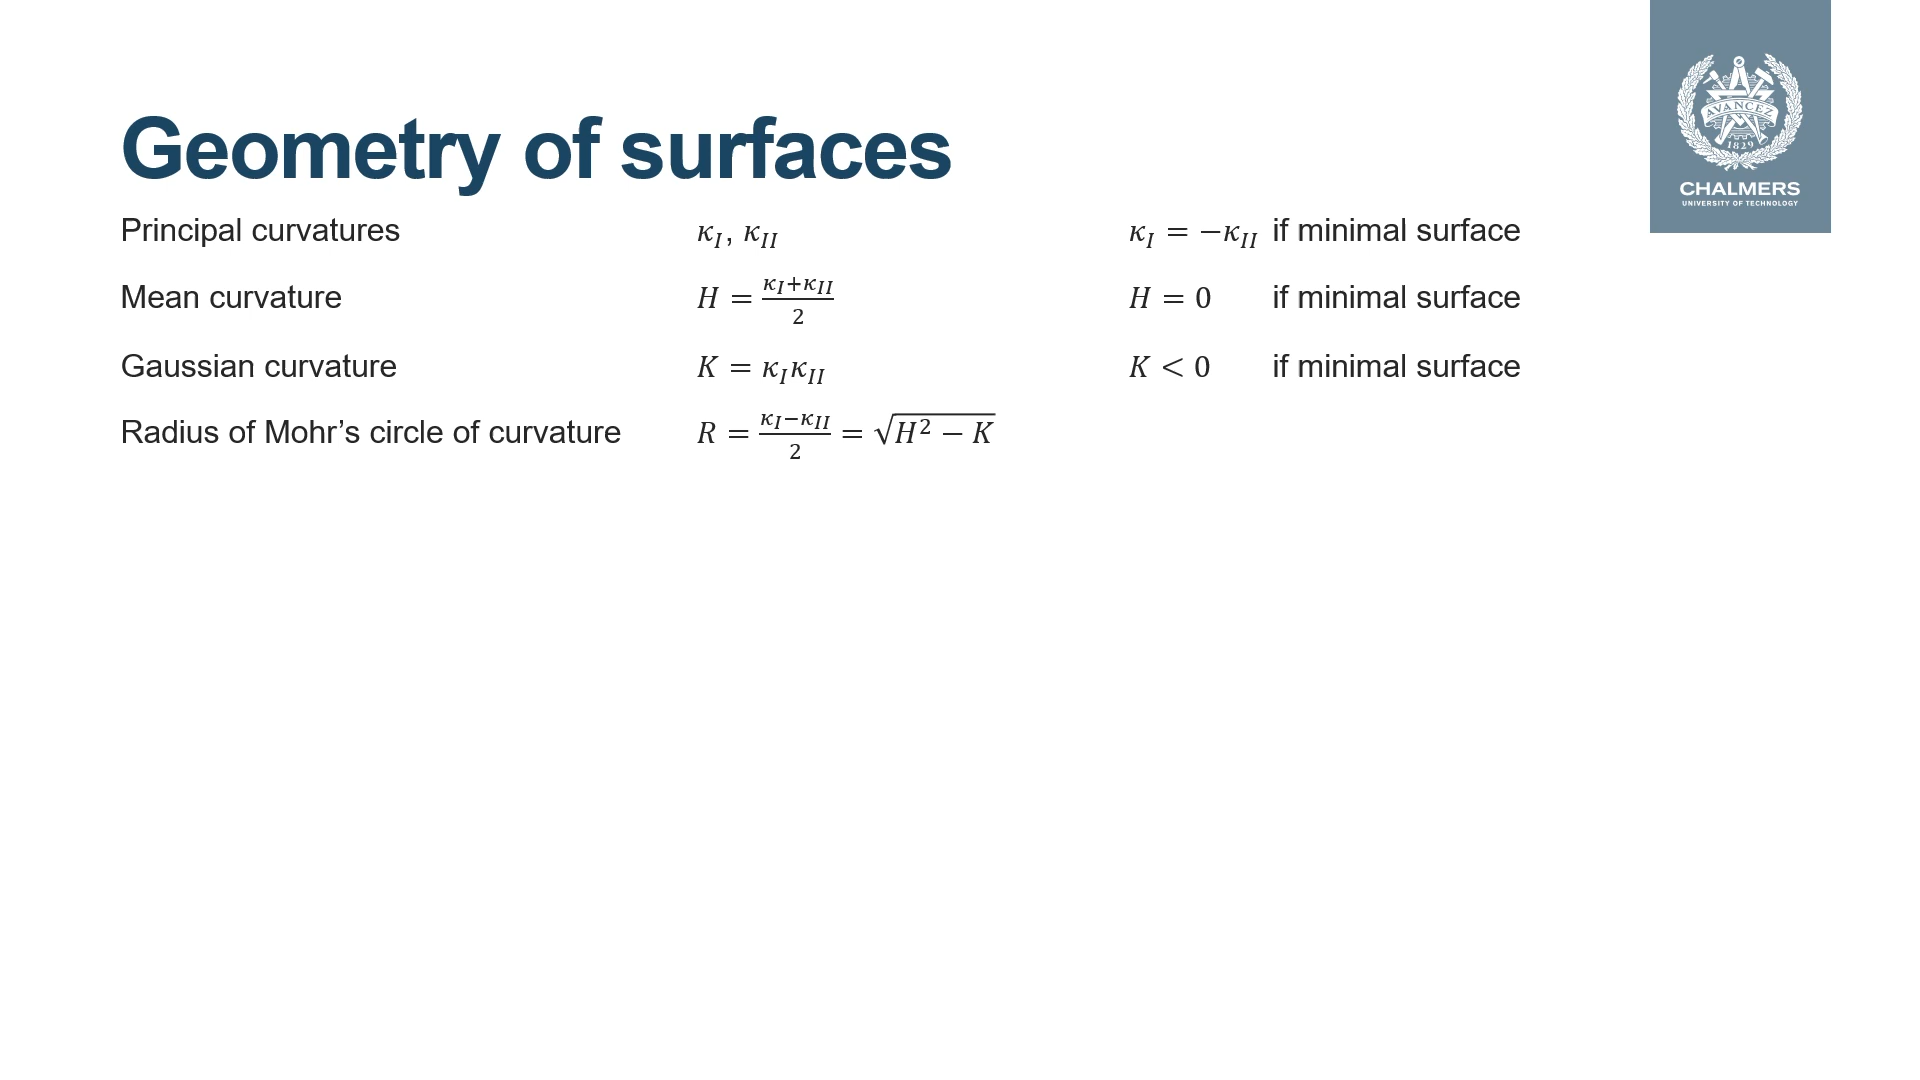 Geometry of surfaces
AVANCEZ
1829
CHALMERS
UNIVERSITY OF TECHNOLOGY
Principal curvatures κ_I, κ_II κ_I = −κ_II if minimal surface
Mean curvature H = (κ_I+κ_II)/2 H = 0 if minimal surface
Gaussian curvature K = κ_Iκ_II K < 0 if minimal surface
Radius of Mohr’s circle of curvature R = (κ_I−κ_II)/2 = √(H² − K)